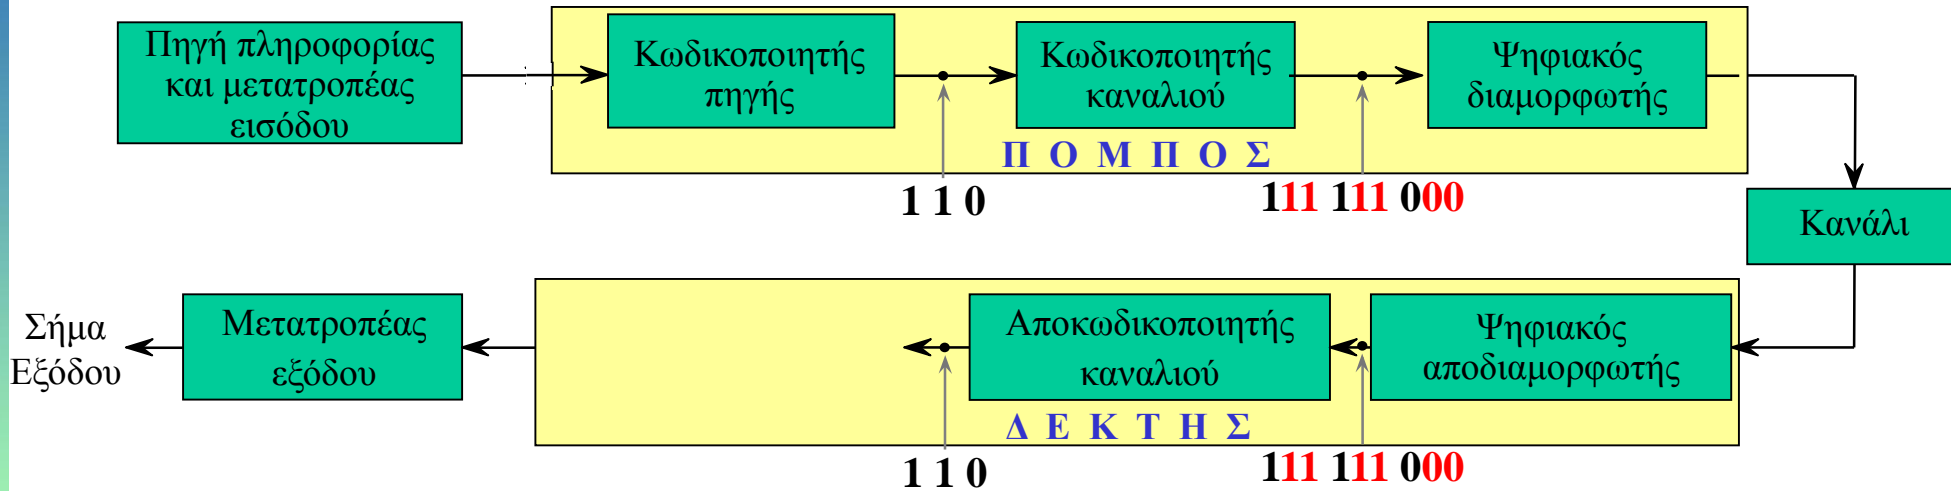 Πηγή πληροφορίας
και μετατροπέας
εισόδου
Κωδικοποιητής
πηγής
Κωδικοποιητής
καναλιού
Ψηφιακός
διαμορφωτής
Π Ο Μ Π Ο Σ
1 1 0
111 111 000
Κανάλι
Σήμα
Εξόδου
Μετατροπέας
εξόδου
Αποκωδικοποιητής
καναλιού
Ψηφιακός
αποδιαμορφωτής
Δ Ε Κ Τ Η Σ
1 1 0
111 111 000